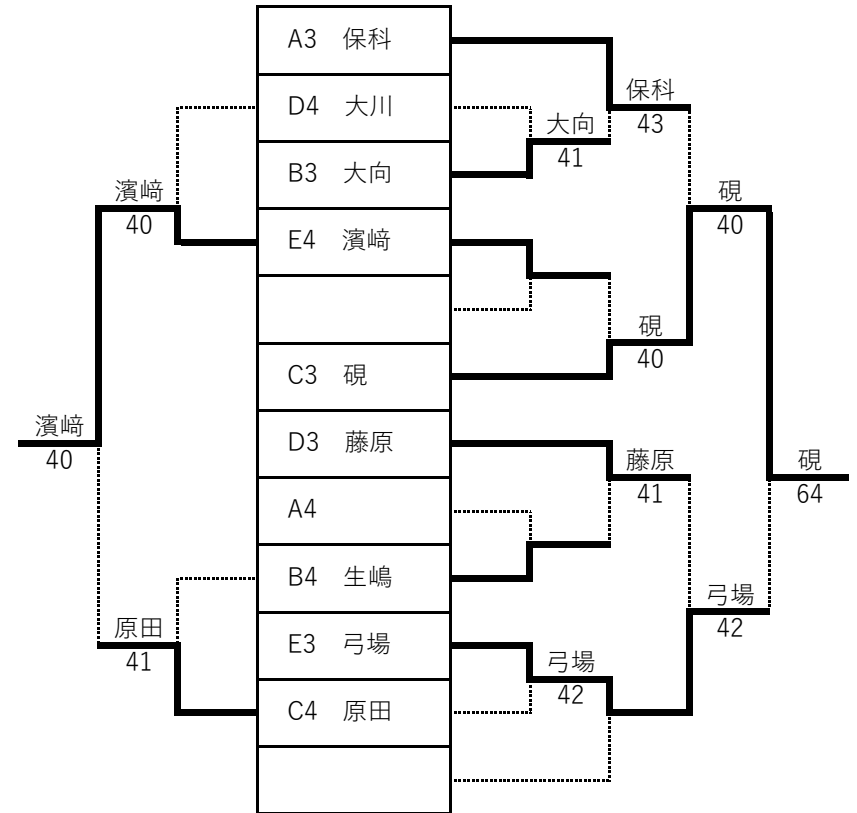 A3 保科
D4 大川
B3 大向
E4 濱﨑
C3 硯
D3 藤原
A4
B4 生嶋
E3 弓場
C4 原田
濱﨑
40
濱﨑
40
原田
41
大向
41
弓場
42
保科
43
硯
40
藤原
41
硯
40
弓場
42
硯
64